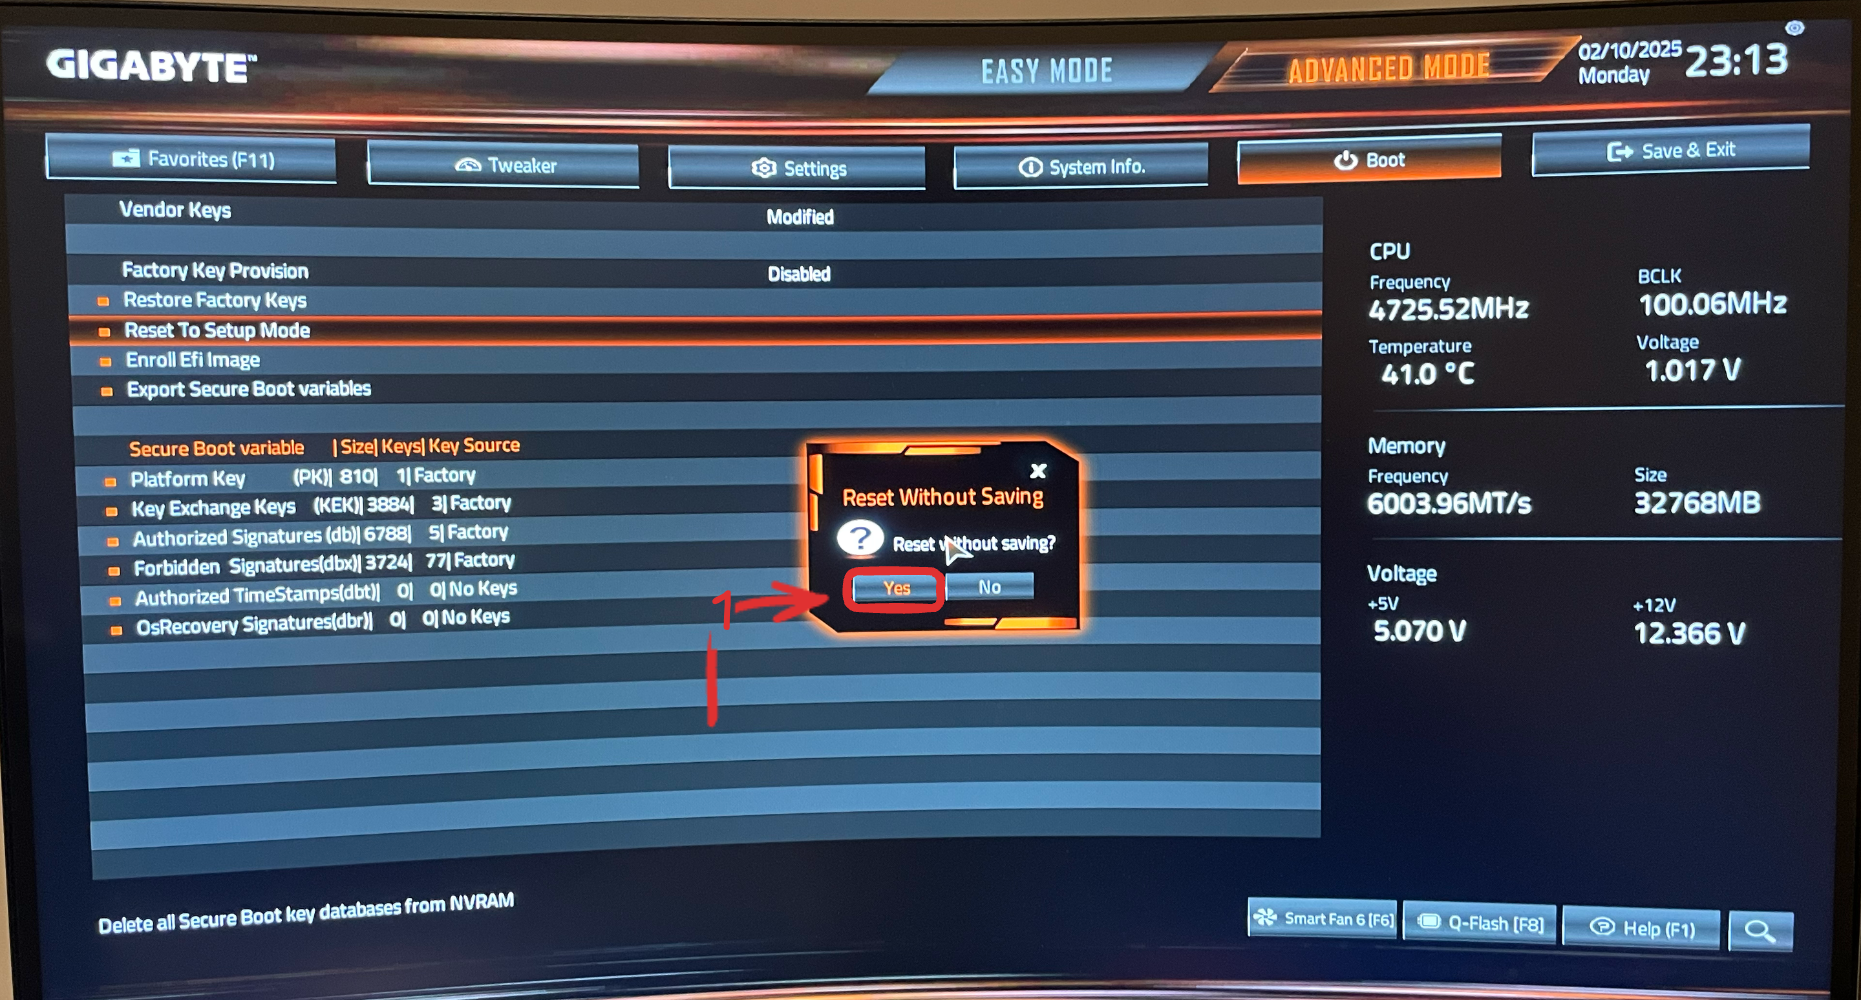 GIGABYTE™
EASY MODE
ADVANCED MODE
02/10/2025
Monday
23:13
Favorites (F11)
Tweaker
Settings
System Info.
Boot
Save & Exit
Vendor Keys Modified
Factory Key Provision Disabled
Restore Factory Keys
Reset To Setup Mode
Enroll Efi Image
Export Secure Boot variables
Secure Boot variable | Size| Keys| Key Source
Platform Key (PK)| 810| 1| Factory
Key Exchange Keys (KEK)| 3884| 3| Factory
Authorized Signatures (db)| 6788| 5| Factory
Forbidden Signatures(dbx)| 3724| 77| Factory
Authorized TimeStamps(dbt)| 0| 0| No Keys
OsRecovery Signatures(dbr)| 0| 0| No Keys
X
Reset Without Saving
? Reset without saving?
Yes No
1
CPU
Frequency BCLK
4725.52MHz 100.06MHz
Temperature Voltage
41.0 °C 1.017 V
Memory
Frequency Size
6003.96MT/s 32768MB
Voltage
+5V +12V
5.070 V 12.366 V
Delete all Secure Boot key databases from NVRAM
Smart Fan 6 [F6]
Q-Flash [F8]
Help (F1)